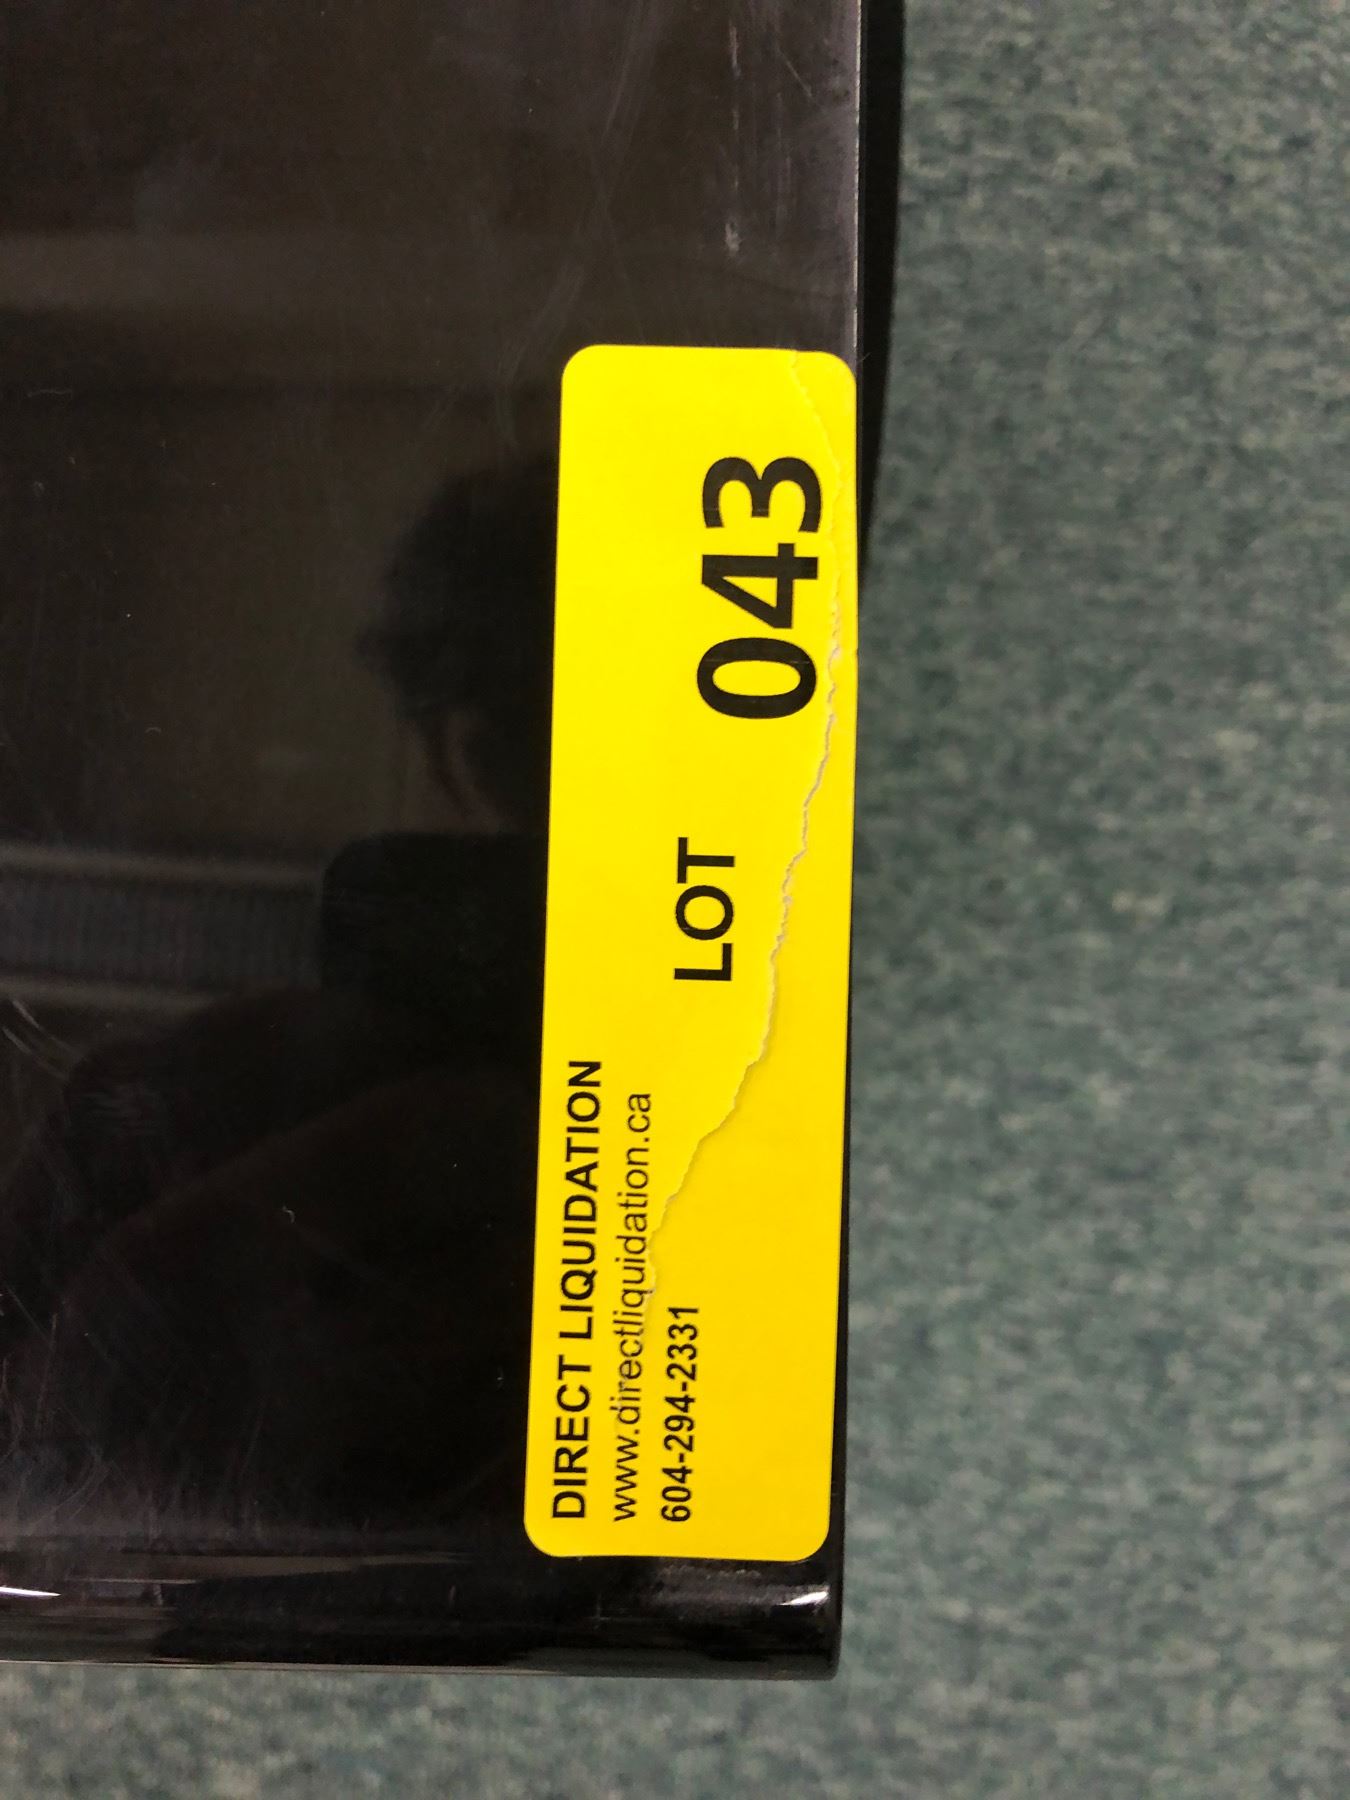 DIRECT LIQUIDATION
www.directliquidation.ca
604-294-2331
LOT 043